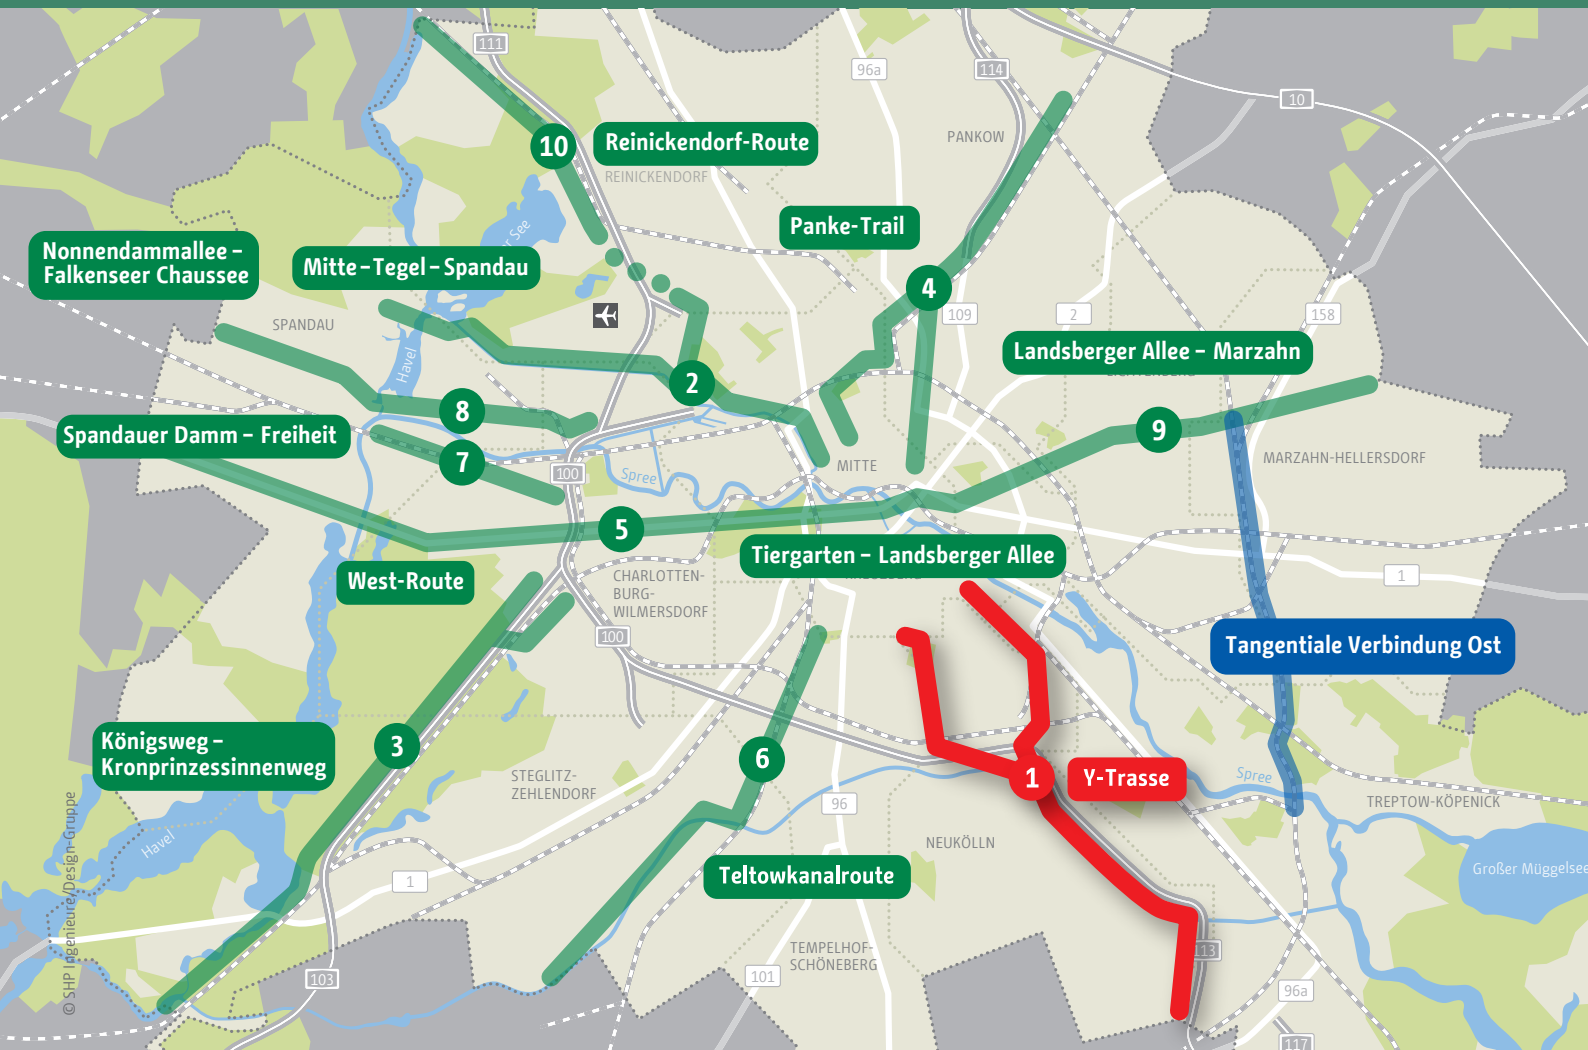 111
96a
114
10
PANKOW
10
Reinickendorf-Route
REINICKENDORF
Panke-Trail
Nonnendammallee –
Falkenseer Chaussee
Mitte – Tegel – Spandau
er See
4
109
2
158
SPANDAU
Havel
Landsberger Allee – Marzahn
2
8
9
Spandauer Damm – Freiheit
7
100
Spree
MITTE
MARZAHN-HELLERSDORF
5
Tiergarten – Landsberger Allee
West-Route
CHARLOTTEN-
BURG-
WILMERSDORF
1
100
Tangentiale Verbindung Ost
Königsweg –
Kronprinzessinnenweg
3
6
1
Y-Trasse
STEGLITZ-
ZEHLENDORF
96
Spree
TREPTOW-KÖPENICK
Havel
NEUKÖLLN
1
Teltowkanalroute
Großer Müggelsee
TEMPELHOF-
SCHÖNEBERG
101
103
113
96a
117
© SHP Ingenieure/Design-Gruppe